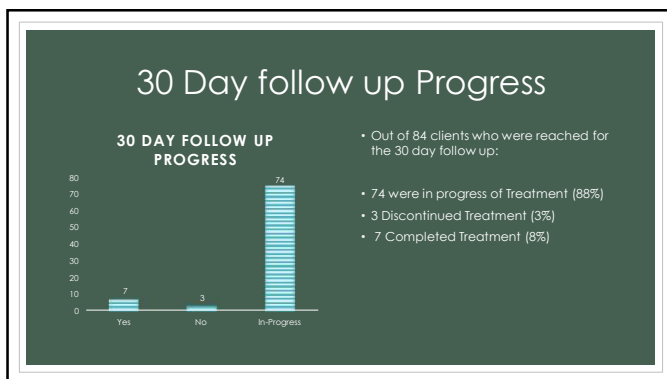 30 Day follow up Progress
30 DAY FOLLOW UP
PROGRESS
80
70
60
50
40
30
20
10
0
7
3
74
Yes
No
In-Progress
• Out of 84 clients who were reached for
the 30 day follow up:
• 74 were in progress of Treatment (88%)
• 3 Discontinued Treatment (3%)
• 7 Completed Treatment (8%)